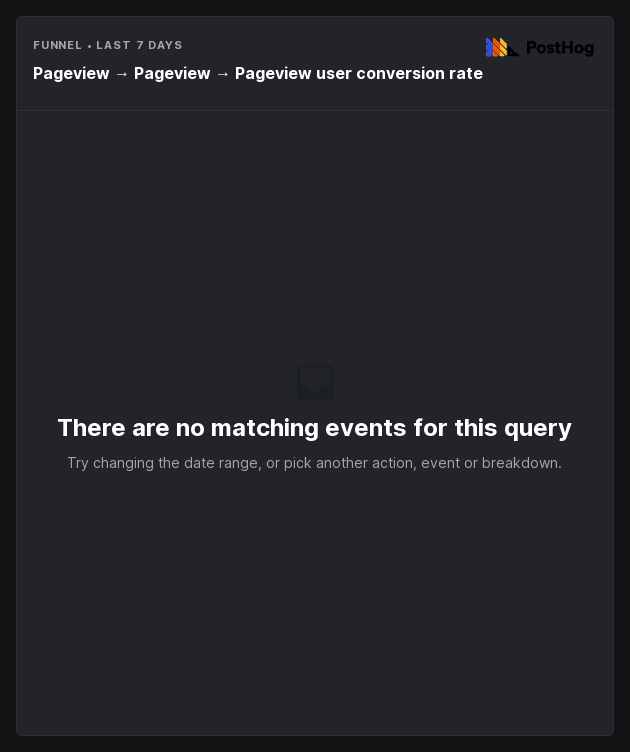 FUNNEL • LAST 7 DAYS
PostHog
Pageview → Pageview → Pageview user conversion rate
There are no matching events for this query
Try changing the date range, or pick another action, event or breakdown.